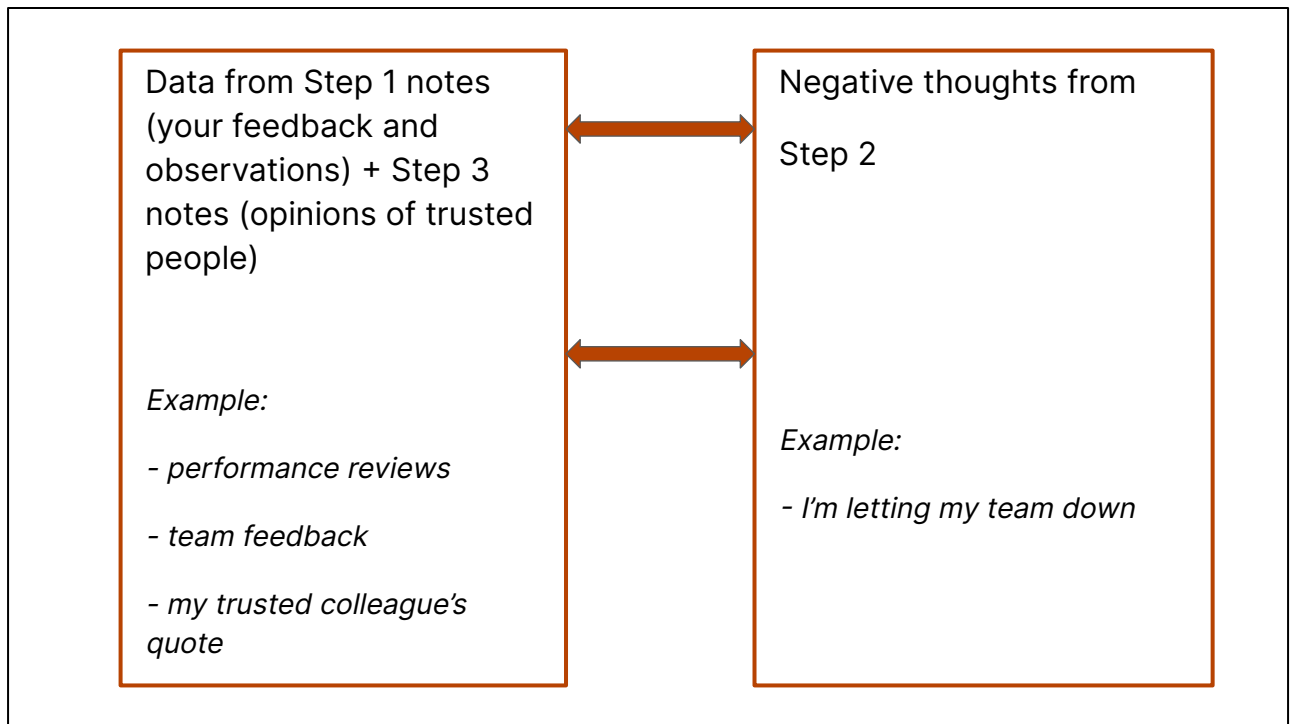 Data from Step 1 notes
(your feedback and
observations) + Step 3
notes (opinions of trusted
people)
Example:
- performance reviews
- team feedback
- my trusted colleague’s
quote
Negative thoughts from
Step 2
Example:
- I’m letting my team down